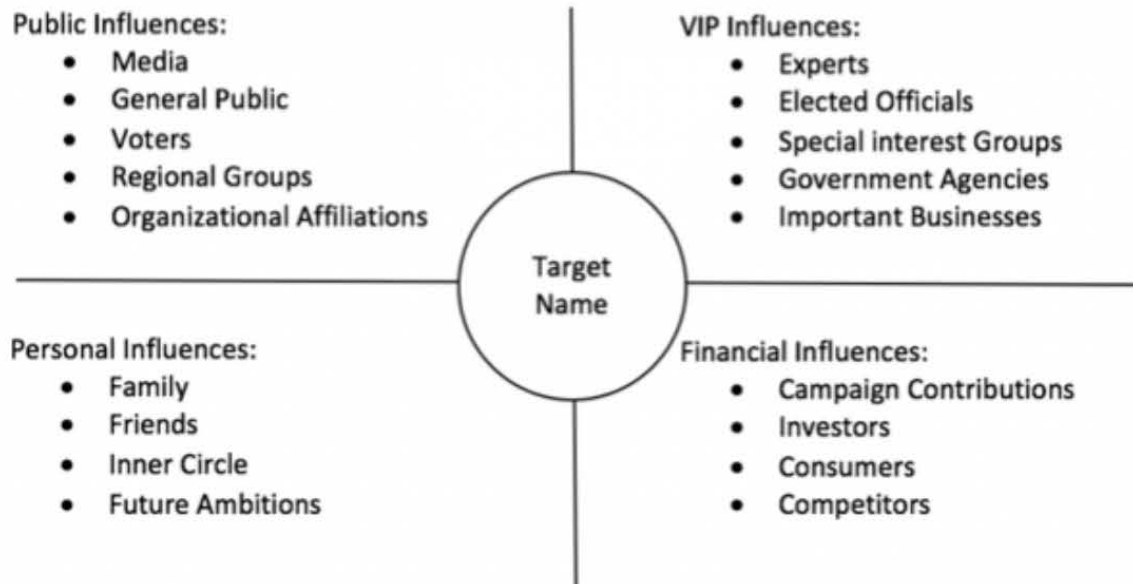 Public Influences:
• Media
• General Public
• Voters
• Regional Groups
• Organizational Affiliations
VIP Influences:
• Experts
• Elected Officials
• Special interest Groups
• Government Agencies
• Important Businesses
Target
Name
Personal Influences:
• Family
• Friends
• Inner Circle
• Future Ambitions
Financial Influences:
• Campaign Contributions
• Investors
• Consumers
• Competitors